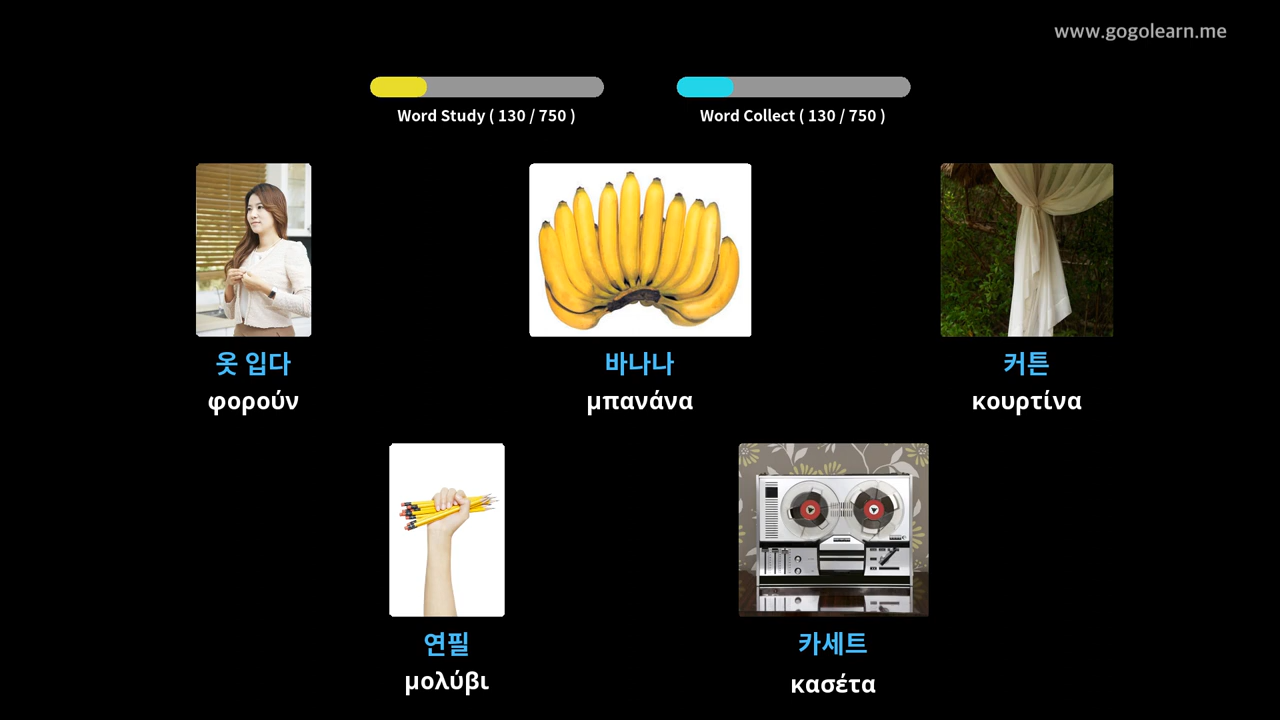 www.gogolearn.me
Word Study ( 130 / 750 )
Word Collect ( 130 / 750 )
옷 입다
φορούν
바나나
μπανάνα
커튼
κουρτίνα
연필
μολύβι
카세트
κασέτα